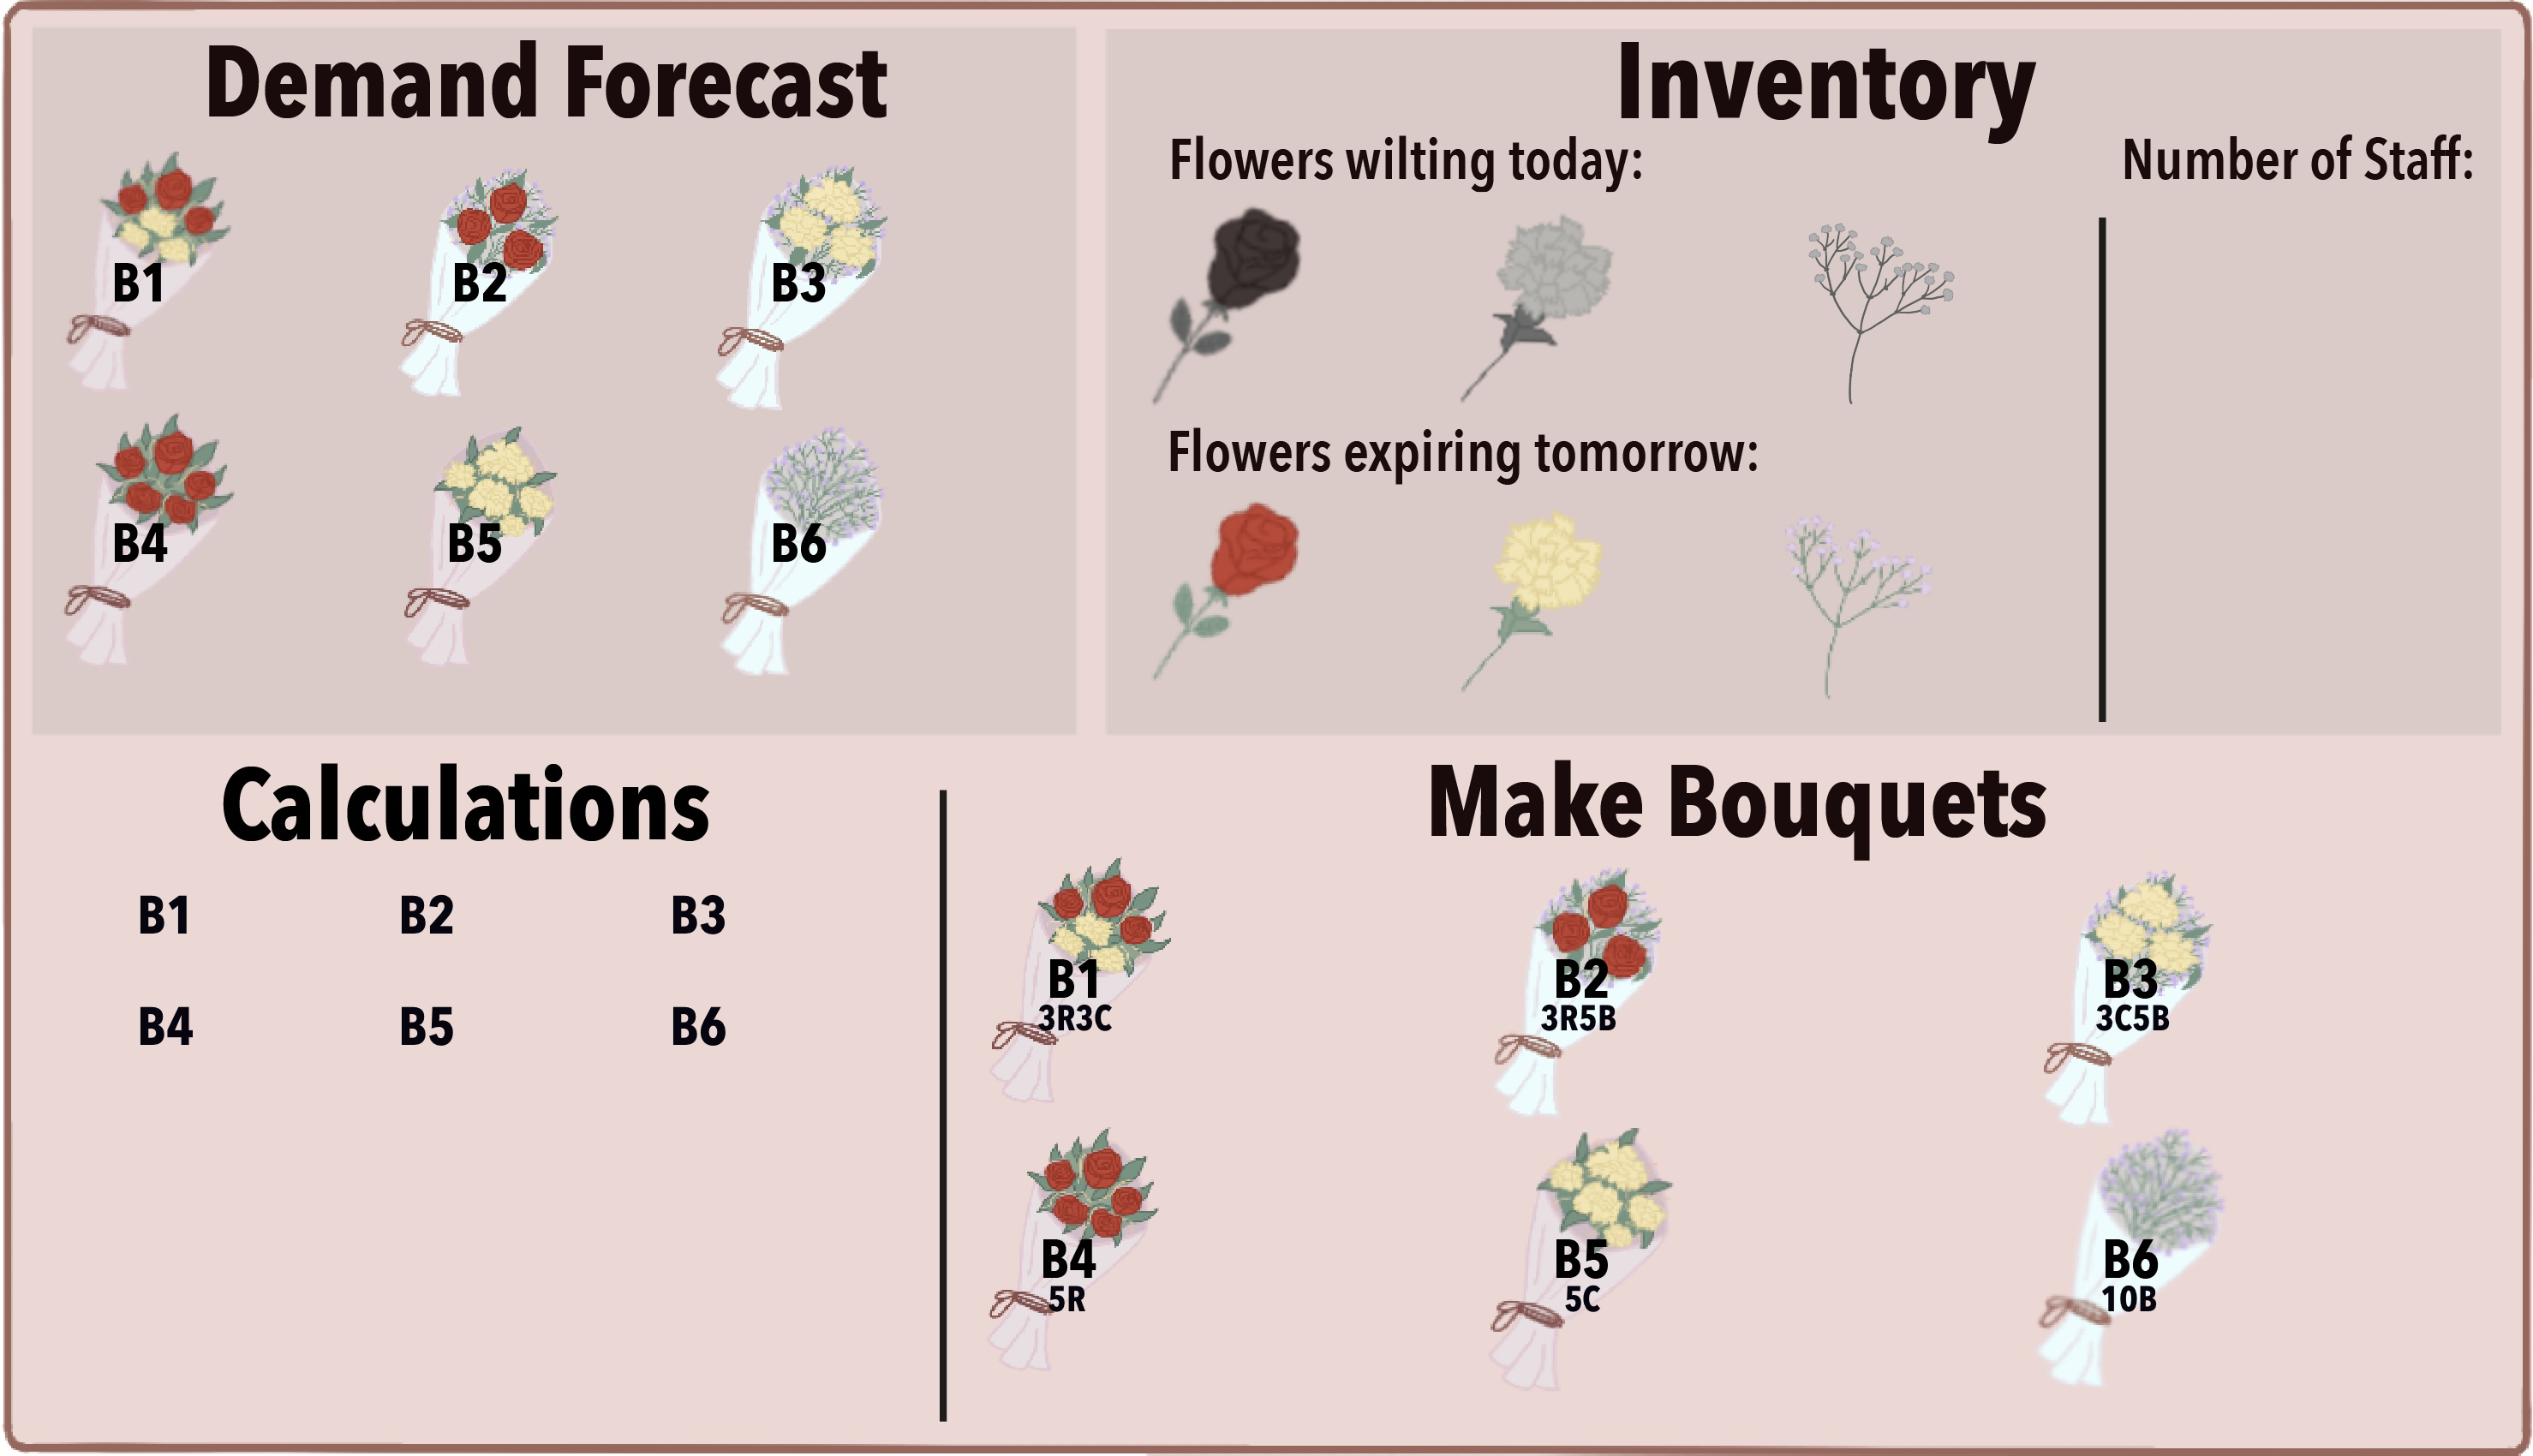 Demand Forecast
B1
B2
B3
B4
B5
B6
Inventory
Flowers wilting today:
Number of Staff:
Flowers expiring tomorrow:
Calculations
B1
B2
B3
B4
B5
B6
Make Bouquets
B1
3R3C
B2
3R5B
B3
3C5B
B4
5R
B5
5C
B6
10B